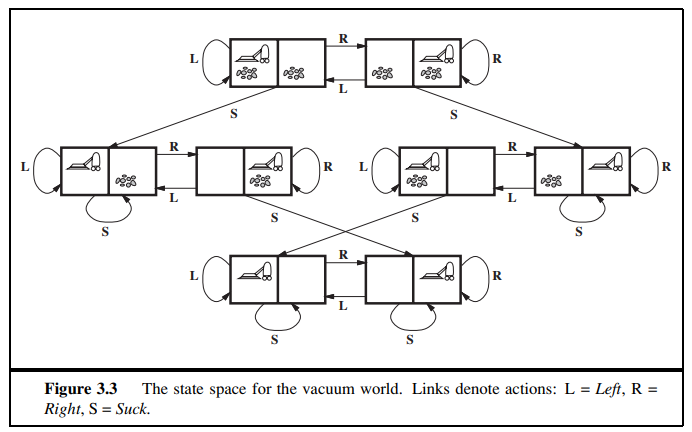 R
L R
L
S S
R R
L R L R
L L
S S S S
R
L R
L
S S
Figure 3.3 The state space for the vacuum world. Links denote actions: L = Left, R =
Right, S = Suck.